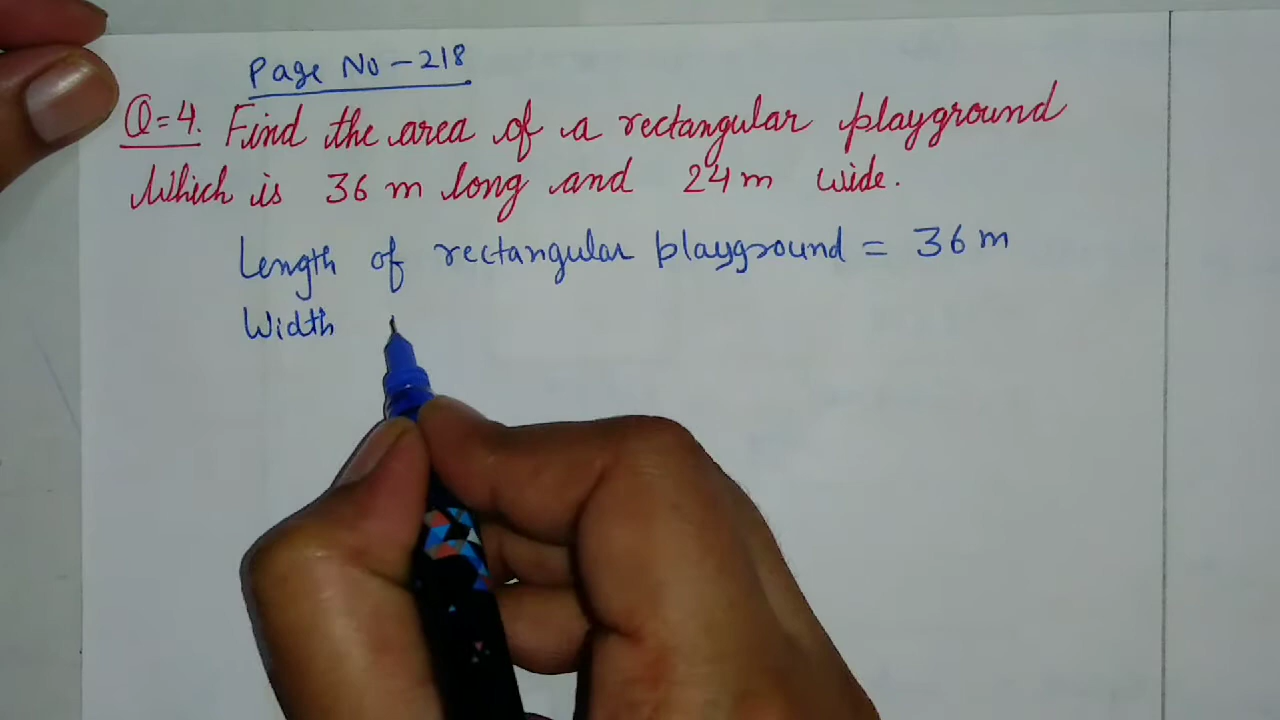 Page No - 218
Q=4. Find the area of a rectangular playground
Which is 36 m long and 24 m wide.
Length of rectangular playground = 36 m
Width